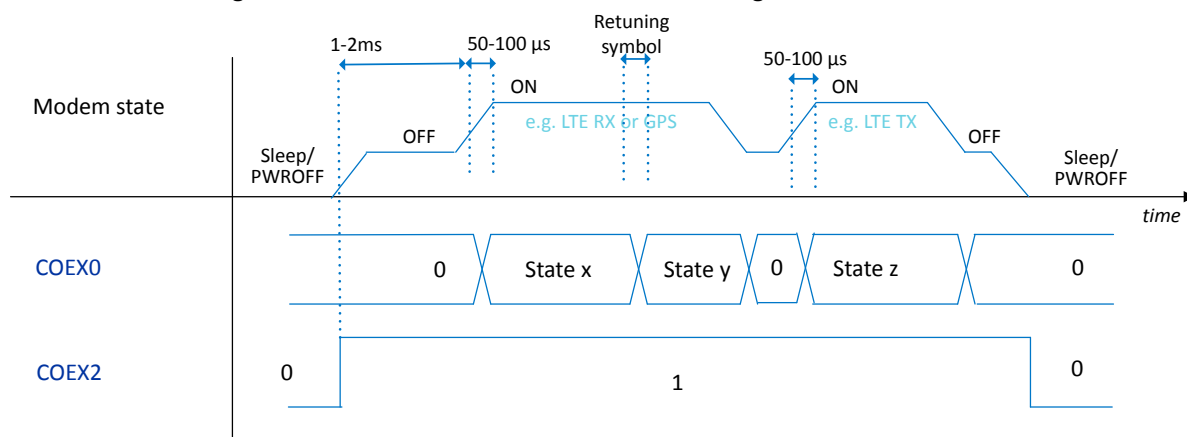 Retuning
symbol
1-2ms
50-100 µs
50-100 µs
Modem state
ON
ON
e.g. LTE RX or GPS
e.g. LTE TX
OFF
OFF
Sleep/
PWROFF
Sleep/
PWROFF
time
COEX0
0
State x
State y
0
State z
0
COEX2
0
1
0